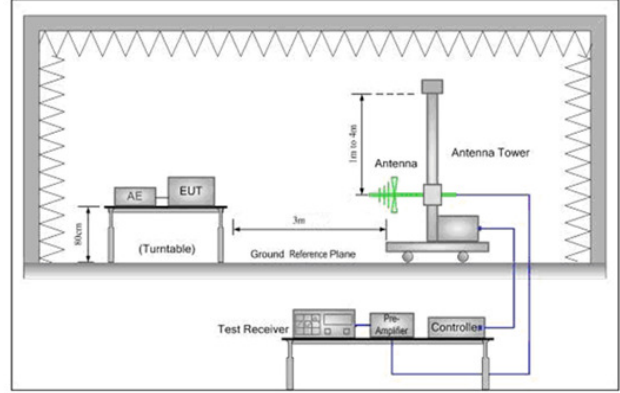 1m to 4m
Antenna
Antenna Tower
AE
EUT
80cm
(Turntable)
3m
Ground Reference Plane
Test Receiver
Pre-
Amplifier
Controller